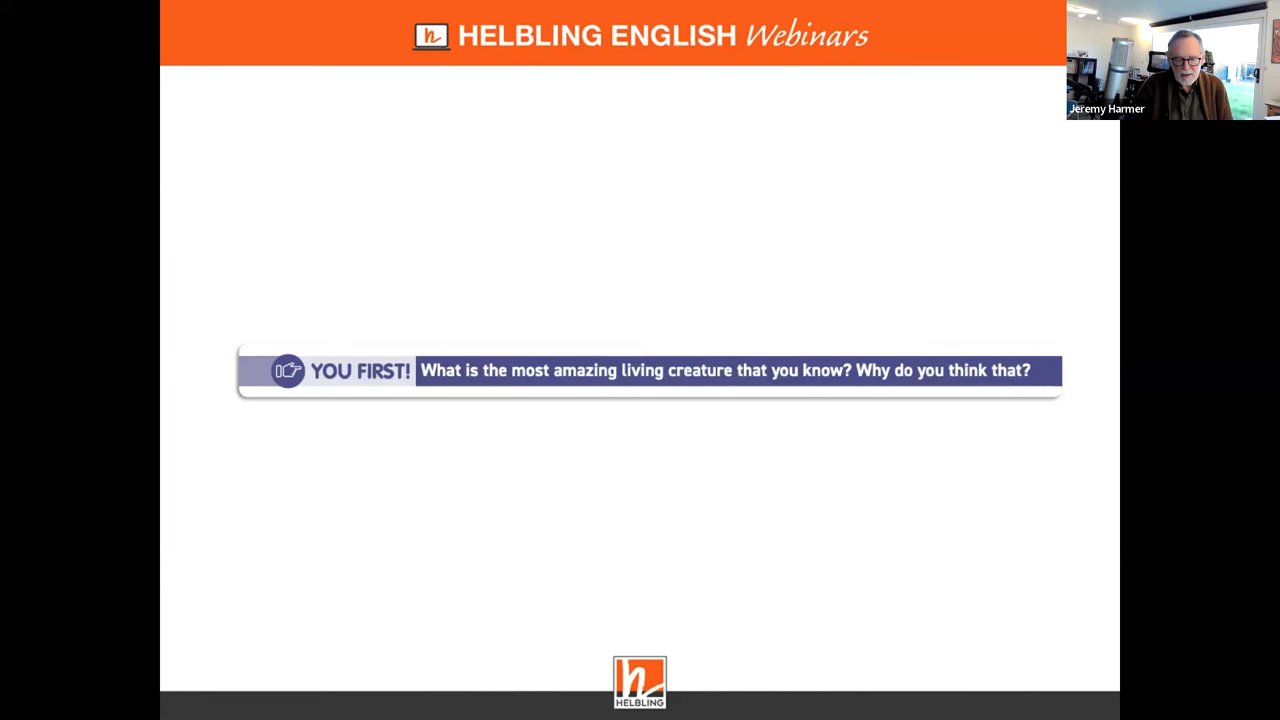 HELBLING ENGLISH Webinars
Jeremy Harmer
YOU FIRST! What is the most amazing living creature that you know? Why do you think that?
h
HELBLING